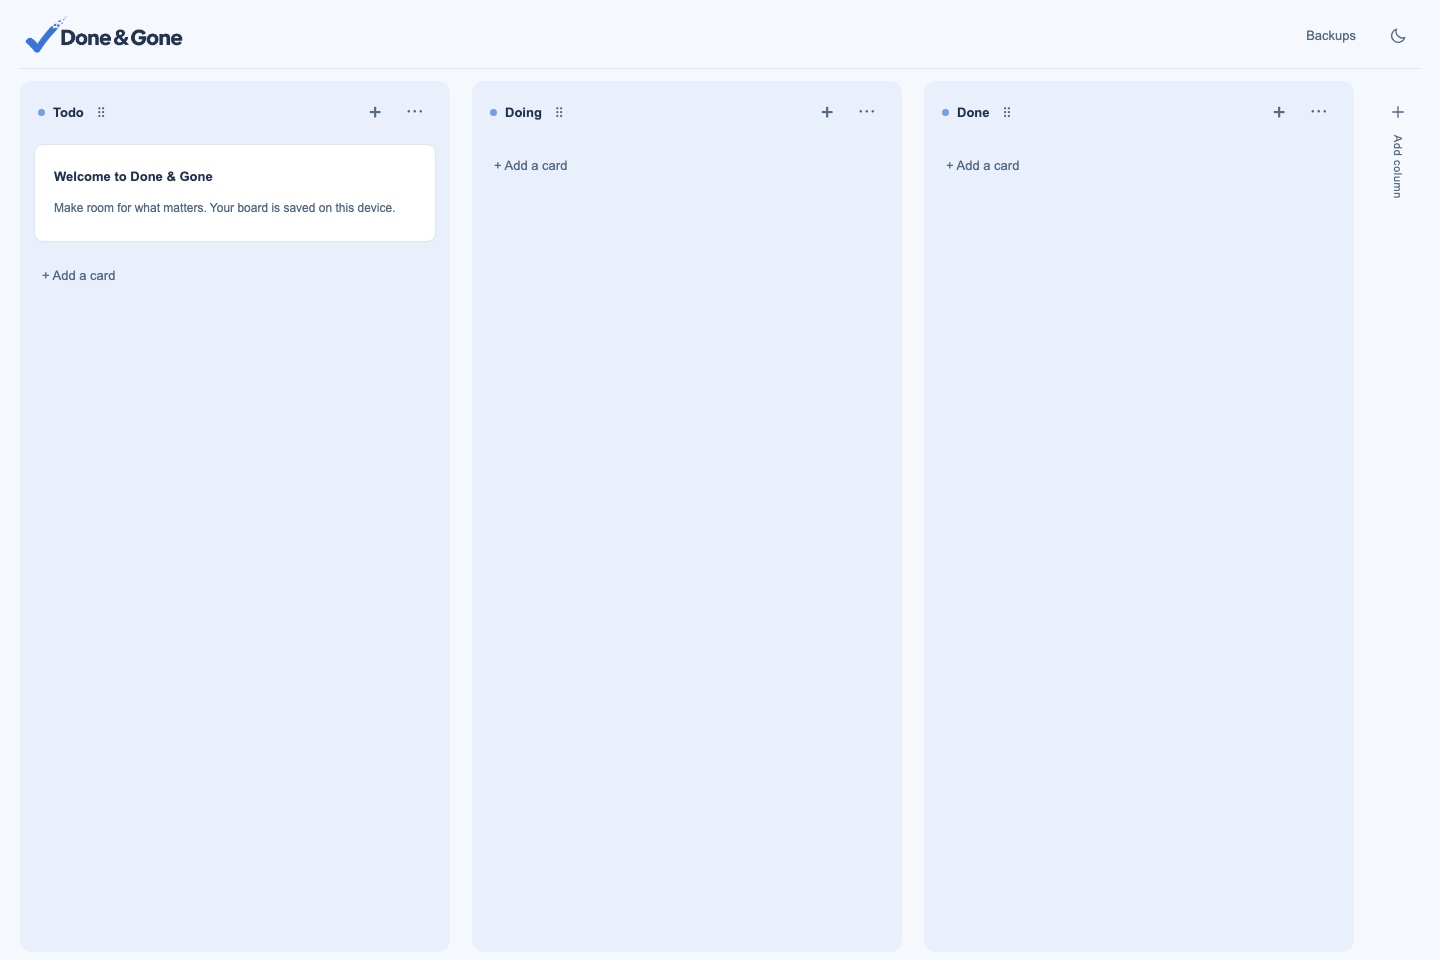 Done & Gone
Backups
Todo
Welcome to Done & Gone
Make room for what matters. Your board is saved on this device.
+ Add a card
Doing
+ Add a card
Done
+ Add a card
Add column